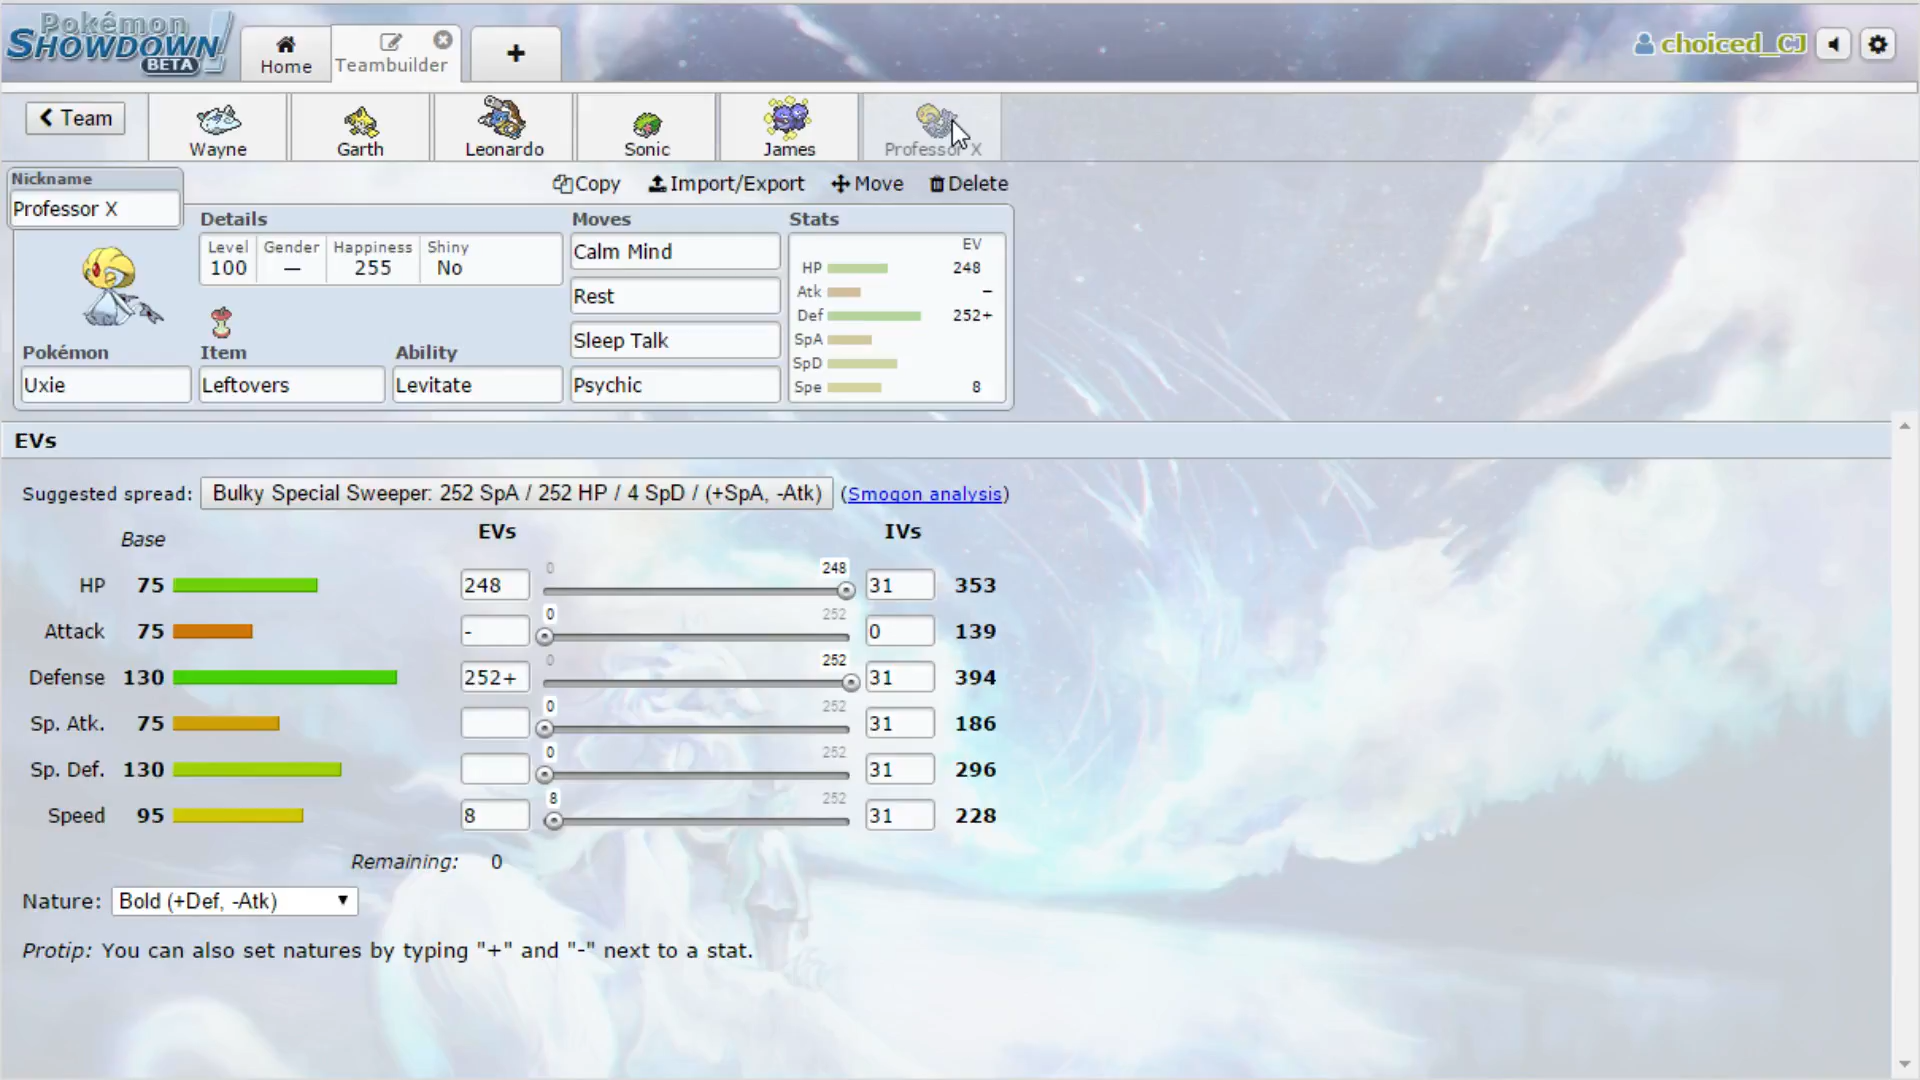 Pokémon
SHOWDOWN!
BETA
Home
Teambuilder
+
choiced_CJ
Team
Wayne
Garth
Leonardo
Sonic
James
Professor X
Nickname
Professor X
Copy
Import/Export
Move
Delete
Details
Moves
Stats
Level
Gender
Happiness
Shiny
100
—
255
No
Calm Mind
Rest
Sleep Talk
Psychic
EV
HP 248
Atk –
Def 252+
SpA
SpD
Spe 8
Pokémon
Item
Ability
Uxie
Leftovers
Levitate
EVs
Suggested spread: Bulky Special Sweeper: 252 SpA / 252 HP / 4 SpD / (+SpA, -Atk) (Smogon analysis)
Base EVs IVs
0 248
HP 75 248 31 353
0 252
Attack 75 - 0 139
0 252
Defense 130 252+ 31 394
0 252
Sp. Atk. 75 31 186
0 252
Sp. Def. 130 31 296
8 252
Speed 95 8 31 228
Remaining: 0
Nature: Bold (+Def, -Atk)
Protip: You can also set natures by typing "+" and "-" next to a stat.